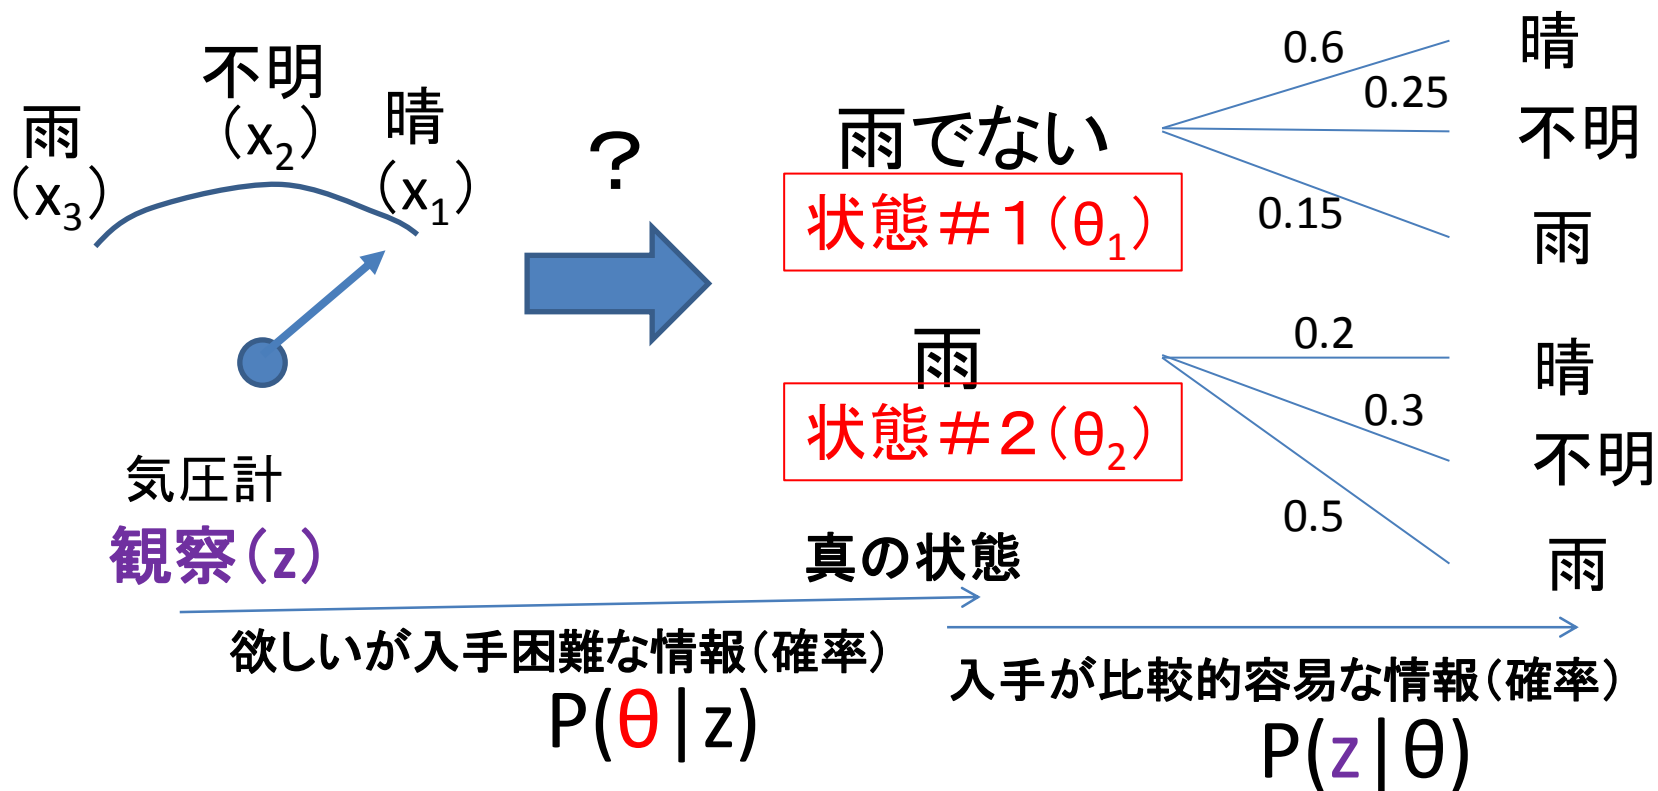 雨
(x3)
不明
(x2)
晴
(x1)
気圧計
観察(z)
?
雨でない
状態#1(θ1)
0.6
晴
0.25
不明
0.15
雨
雨
状態#2(θ2)
0.2
晴
0.3
不明
0.5
雨
真の状態
欲しいが入手困難な情報(確率)
P(θ|z)
入手が比較的容易な情報(確率)
P(z|θ)